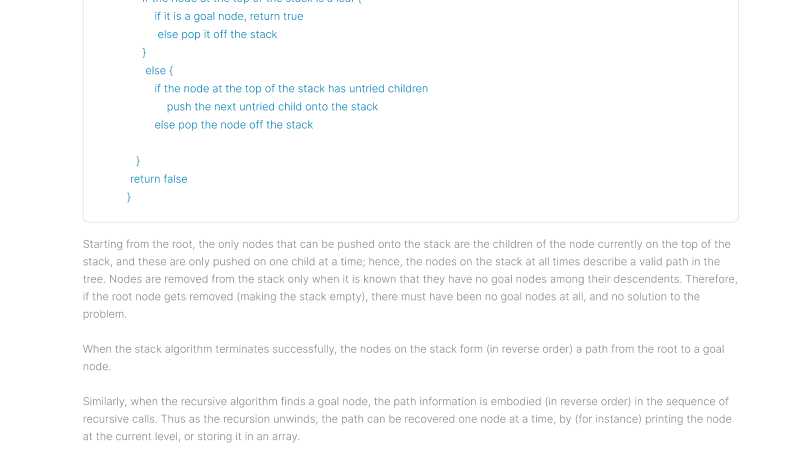 if the node at the top of the stack is a leaf {
if it is a goal node, return true
else pop it off the stack
}
else {
if the node at the top of the stack has untried children
push the next untried child onto the stack
else pop the node off the stack
}
return false
}
Starting from the root, the only nodes that can be pushed onto the stack are the children of the node currently on the top of the
stack, and these are only pushed on one child at a time; hence, the nodes on the stack at all times describe a valid path in the
tree. Nodes are removed from the stack only when it is known that they have no goal nodes among their descendents. Therefore,
if the root node gets removed (making the stack empty), there must have been no goal nodes at all, and no solution to the
problem.
When the stack algorithm terminates successfully, the nodes on the stack form (in reverse order) a path from the root to a goal
node.
Similarly, when the recursive algorithm finds a goal node, the path information is embodied (in reverse order) in the sequence of
recursive calls. Thus as the recursion unwinds, the path can be recovered one node at a time, by (for instance) printing the node
at the current level, or storing it in an array.